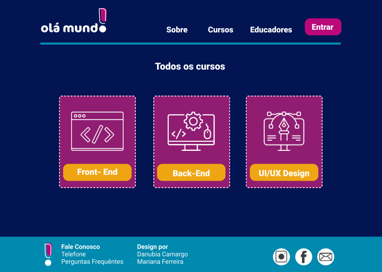 olá mundo!
Sobre
Cursos
Educadores
Entrar
Todos os cursos
Front- End
Back-End
UI/UX Design
Fale Conosco
Telefone
Perguntas Frequêntes
Design por
Danubia Camargo
Mariana Ferreira